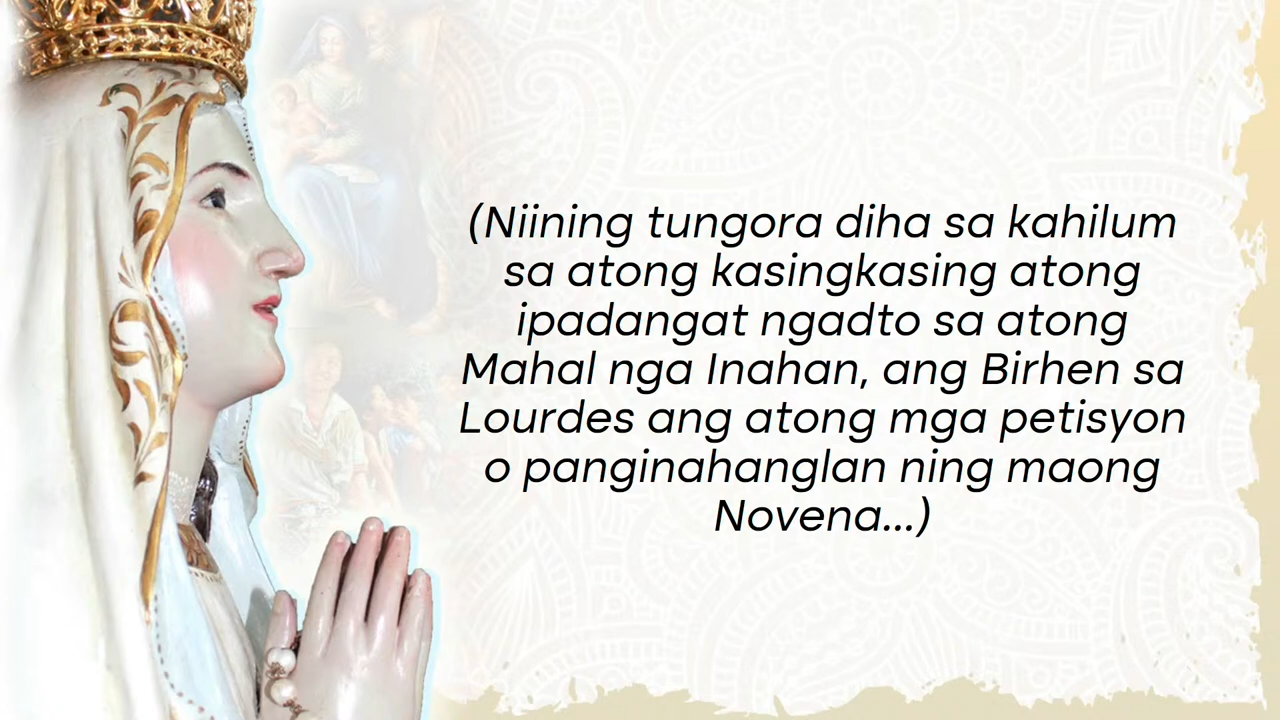 (Niining tungora diha sa kahilum
sa atong kasingkasing atong
ipadangat ngadto sa atong
Mahal nga Inahan, ang Birhen sa
Lourdes ang atong mga petisyon
o panginahanglan ning maong
Novena...)